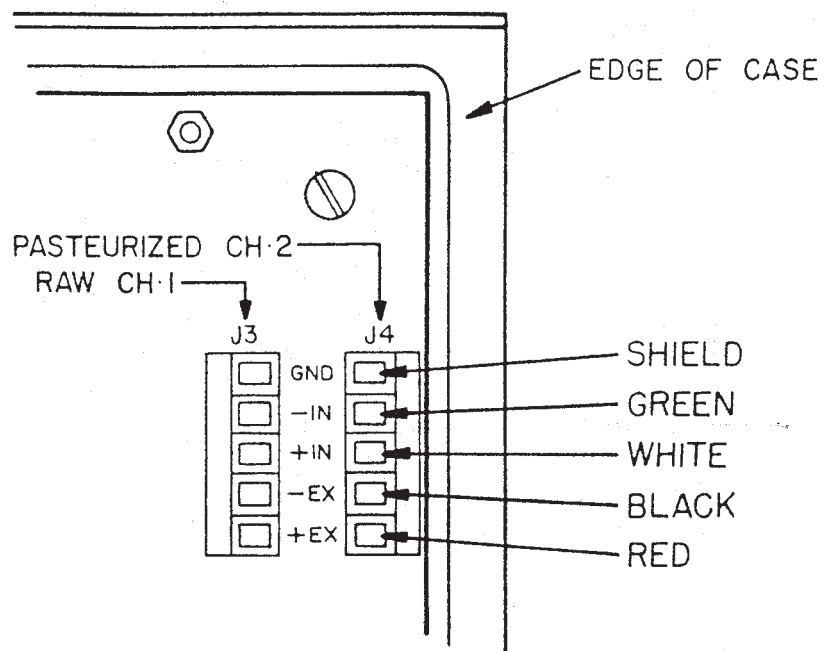 EDGE OF CASE
PASTEURIZED CH·2
RAW CH·1
J3
J4
GND
SHIELD
-IN
GREEN
+IN
WHITE
-EX
BLACK
+EX
RED